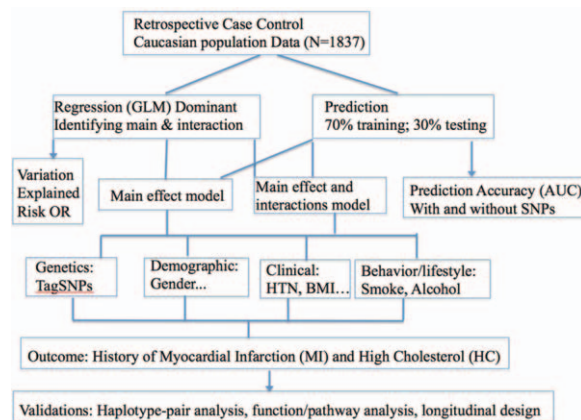 Retrospective Case Control
Caucasian population Data (N=1837)
Regression (GLM) Dominant
Identifying main & interaction
Prediction
70% training; 30% testing
Variation
Explained
Risk OR
Main effect model
Main effect and
interactions model
Prediction Accuracy (AUC)
With and without SNPs
Genetics:
TagSNPs
Demographic:
Gender...
Clinical:
HTN, BMI…
Behavior/lifestyle:
Smoke, Alcohol
Outcome: History of Myocardial Infarction (MI) and High Cholesterol (HC)
Validations: Haplotype-pair analysis, function/pathway analysis, longitudinal design